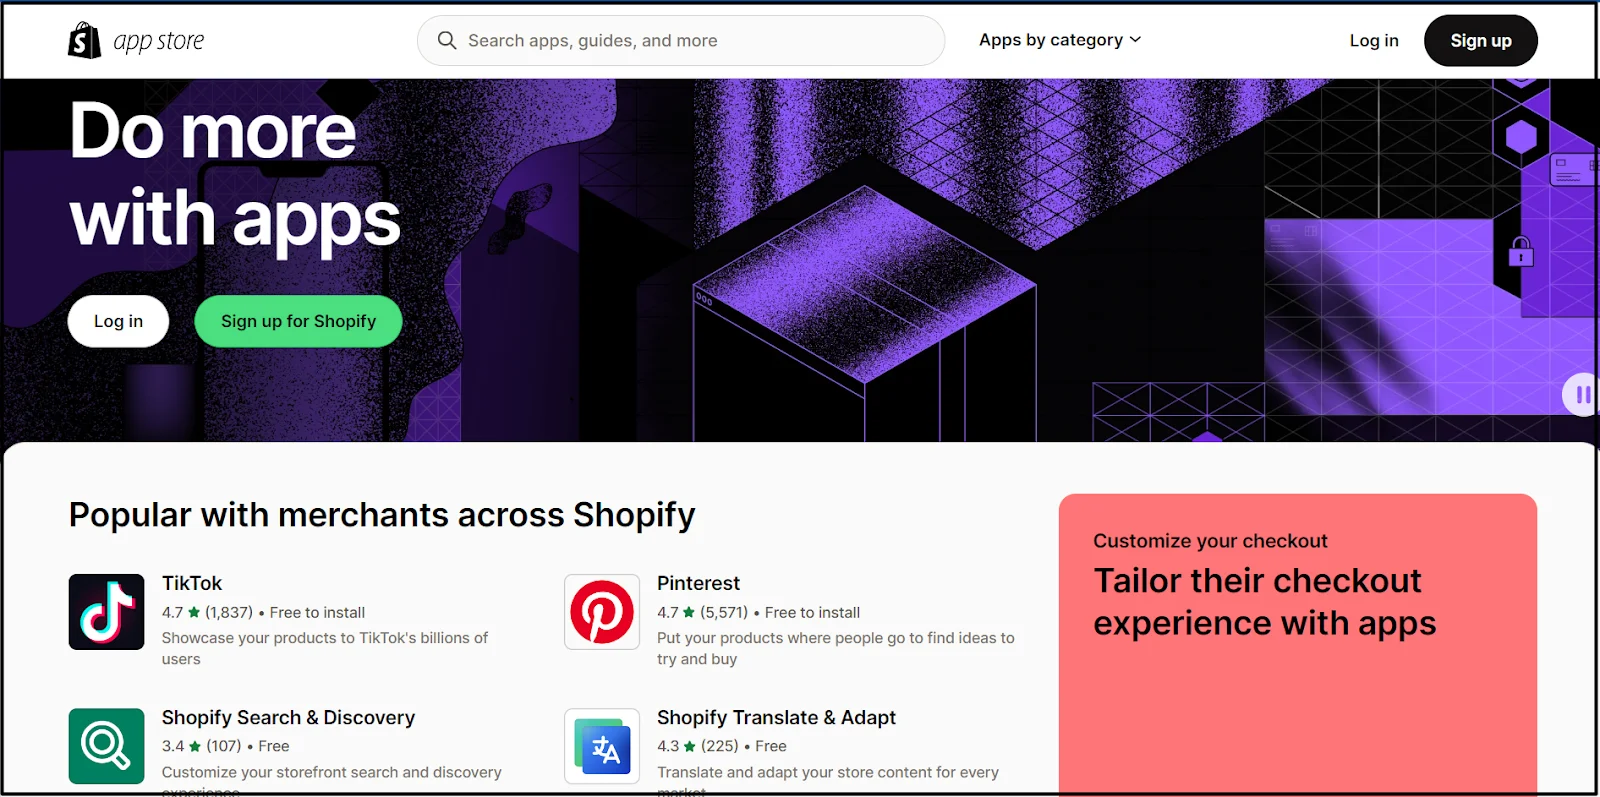 app store
Search apps, guides, and more
Apps by category
Log in
Sign up
Do more
with apps
Log in
Sign up for Shopify
Popular with merchants across Shopify
TikTok
4.7 ★ (1,837) • Free to install
Showcase your products to TikTok's billions of
users
Pinterest
4.7 ★ (5,571) • Free to install
Put your products where people go to find ideas to
try and buy
Shopify Search & Discovery
3.4 ★ (107) • Free
Customize your storefront search and discovery
experience
Shopify Translate & Adapt
4.3 ★ (225) • Free
Translate and adapt your store content for every
market
Customize your checkout
Tailor their checkout
experience with apps